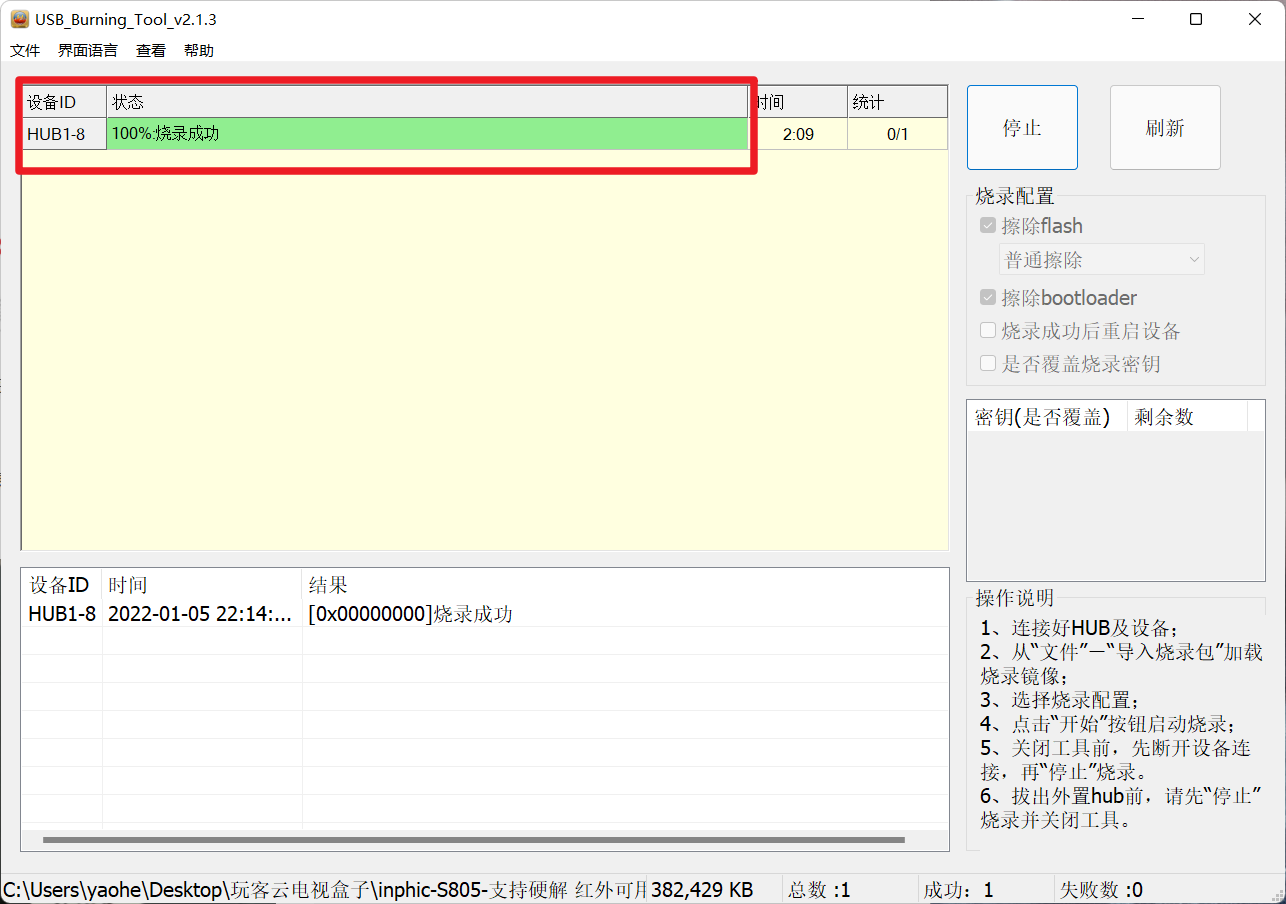 USB_Burning_Tool_v2.1.3
文件 界面语言 查看 帮助
设备ID 状态 时间 统计
HUB1-8 100%:烧录成功 2:09 0/1
停止 刷新
烧录配置
擦除flash
普通擦除
擦除bootloader
烧录成功后重启设备
是否覆盖烧录密钥
密钥(是否覆盖) 剩余数
设备ID 时间 结果
HUB1-8 2022-01-05 22:14:... [0x00000000]烧录成功
操作说明
1、连接好HUB及设备；
2、从“文件”－“导入烧录包”加载
烧录镜像；
3、选择烧录配置；
4、点击“开始”按钮启动烧录；
5、关闭工具前，先断开设备连
接，再“停止”烧录。
6、拔出外置hub前，请先“停止”
烧录并关闭工具。
C:\Users\yaohe\Desktop\玩客云电视盒子\inphic-S805-支持硬解 红外可用 382,429 KB 总数 :1 成功：1 失败数 :0